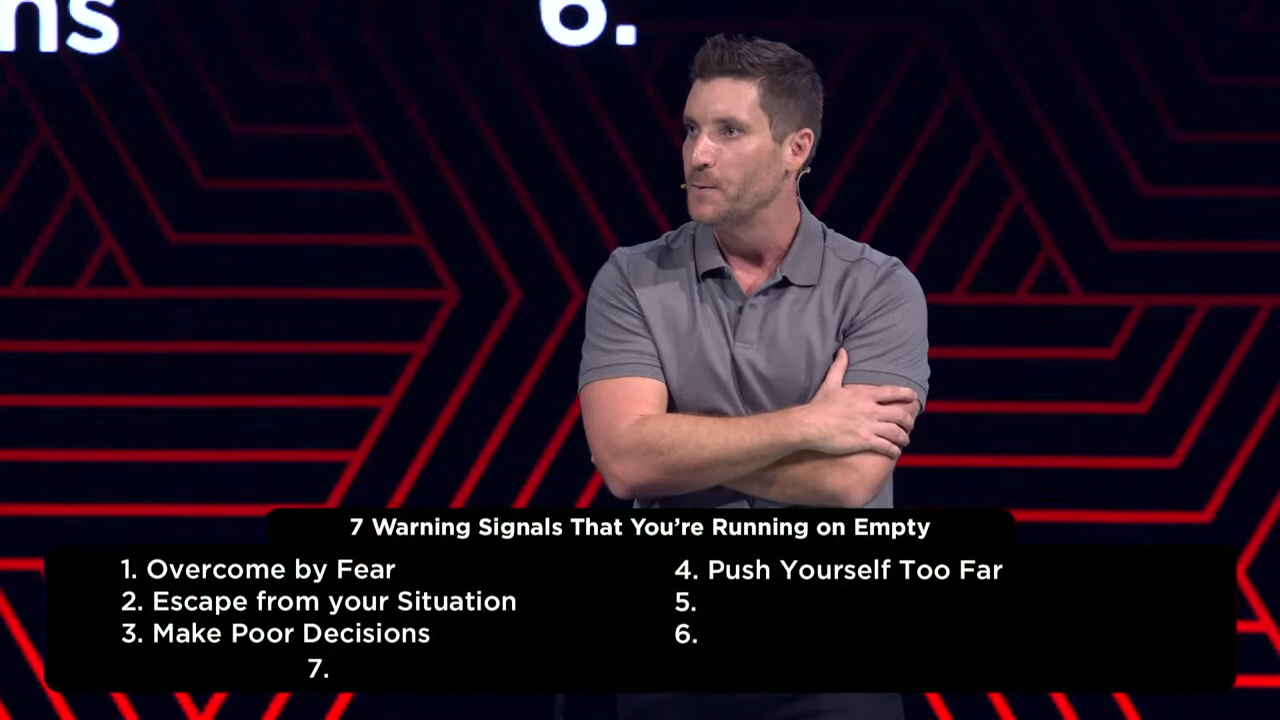 ns
6.
7 Warning Signals That You're Running on Empty
1. Overcome by Fear
2. Escape from your Situation
3. Make Poor Decisions
4. Push Yourself Too Far
5.
6.
7.